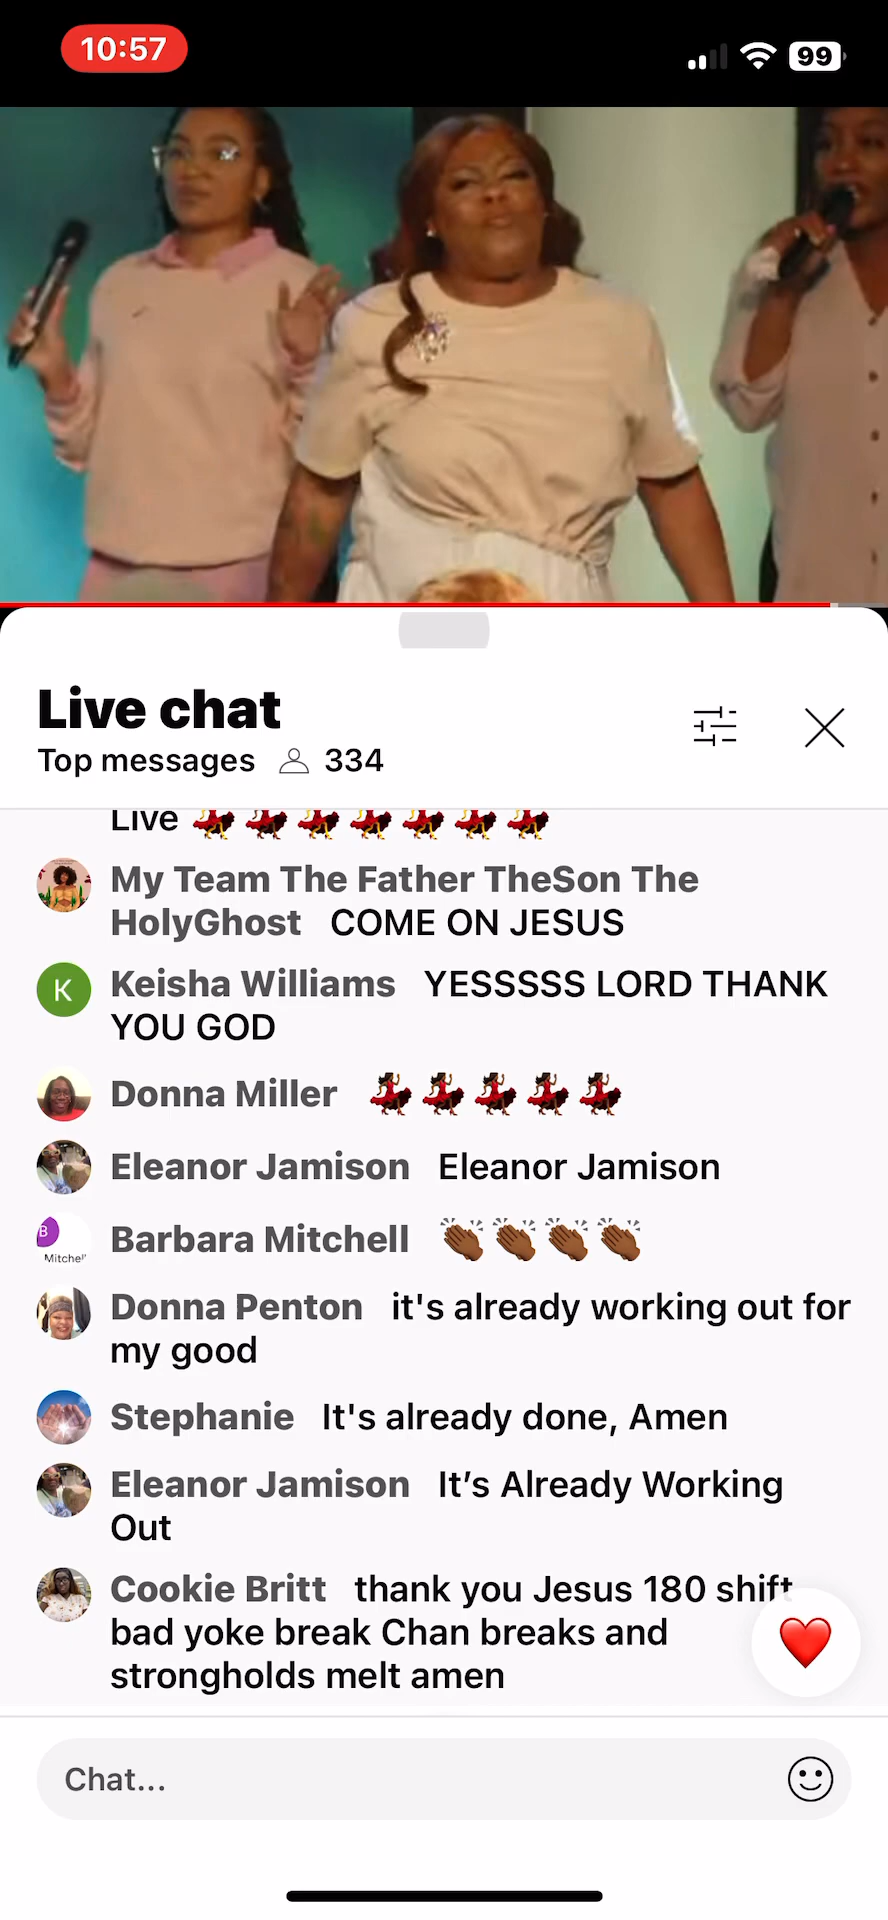 10:57
99
Live chat
Top messages 334
Live 💃💃💃💃💃💃💃
My Team The Father TheSon The
HolyGhost COME ON JESUS
K
Keisha Williams YESSSSS LORD THANK
YOU GOD
Donna Miller 💃🏾💃🏾💃🏾💃🏾💃🏾
Eleanor Jamison Eleanor Jamison
B
Mitchel
Barbara Mitchell 👏🏾👏🏾👏🏾👏🏾
Donna Penton it's already working out for
my good
Stephanie It's already done, Amen
Eleanor Jamison It’s Already Working
Out
Cookie Britt thank you Jesus 180 shift
bad yoke break Chan breaks and
strongholds melt amen
Chat...